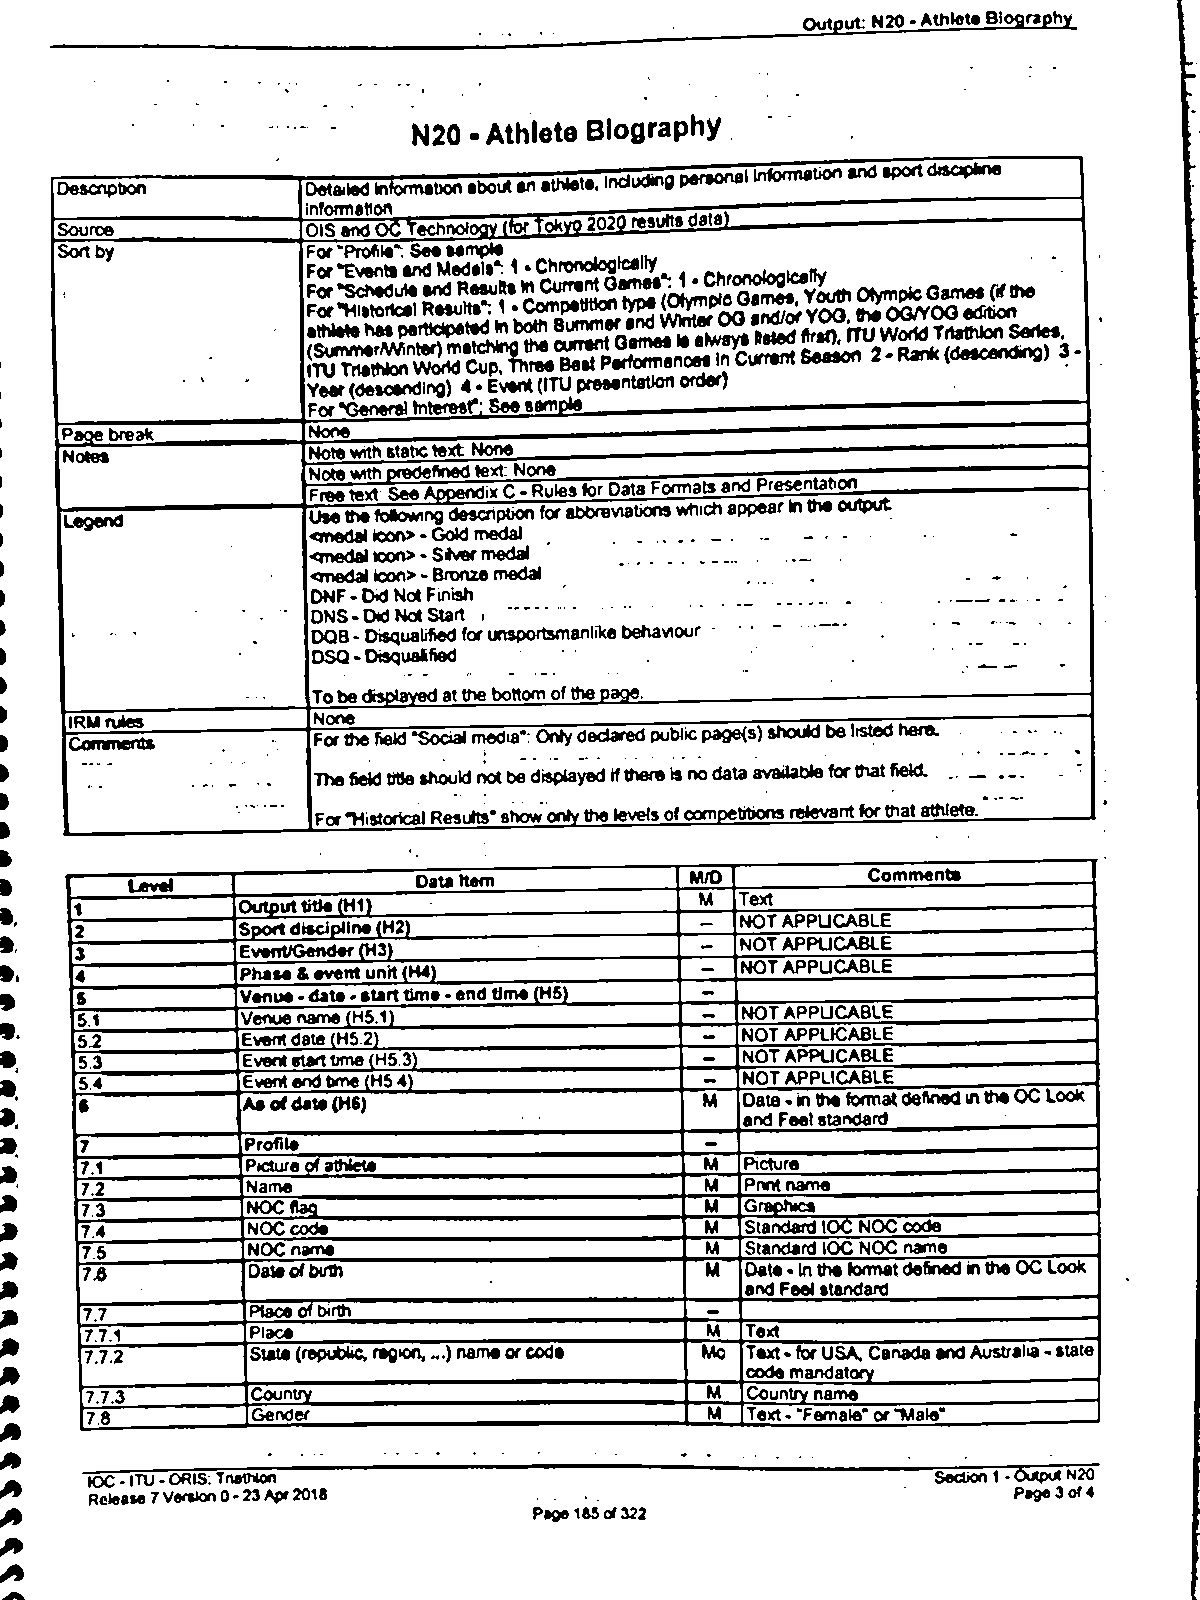 Output: N20 - Athlete Biography
N20 - Athlete Biography
Description
Detailed information about an athlete, including personal information and sport discipline
information
Source
OIS and OC Technology (for Tokyo 2020 results data)
Sort by
For "Profile": See sample
For "Events and Medals": 1 - Chronologically
For "Schedule and Results in Current Games": 1 - Chronologically
For "Historical Results": 1 - Competition type (Olympic Games, Youth Olympic Games (if the
athlete has participated in both Summer and Winter OG and/or YOG, the OG/YOG edition
(Summer/Winter) matching the current Games is always listed first), ITU World Triathlon Series,
ITU Triathlon World Cup, Three Best Performances in Current Season 2 - Rank (descending) 3 -
Year (descending) 4 - Event (ITU presentation order)
For "General Interest": See sample
Page break
None
Notes
Note with static text: None
Note with predefined text: None
Free text: See Appendix C - Rules for Data Formats and Presentation
Legend
Use the following description for abbreviations which appear in the output:
<medal icon> - Gold medal
<medal icon> - Silver medal
<medal icon> - Bronze medal
DNF - Did Not Finish
DNS - Did Not Start
DQB - Disqualified for unsportsmanlike behaviour
DSQ - Disqualified
To be displayed at the bottom of the page.
IRM rules
None
Comments
For the field "Social media": Only declared public page(s) should be listed here.
The field title should not be displayed if there is no data available for that field.
For "Historical Results" show only the levels of competitions relevant for that athlete.
Level Data Item M/D Comments
1 Output title (H1) M Text
2 Sport discipline (H2) – NOT APPLICABLE
3 Event/Gender (H3) – NOT APPLICABLE
4 Phase & event unit (H4) – NOT APPLICABLE
5 Venue - date - start time - end time (H5) –
5.1 Venue name (H5.1) – NOT APPLICABLE
5.2 Event date (H5.2) – NOT APPLICABLE
5.3 Event start time (H5.3) – NOT APPLICABLE
5.4 Event end time (H5.4) – NOT APPLICABLE
6 As of date (H6) M Date - in the format defined in the OC Look
and Feel standard
7 Profile –
7.1 Picture of athlete M Picture
7.2 Name M Print name
7.3 NOC flag M Graphics
7.4 NOC code M Standard IOC NOC code
7.5 NOC name M Standard IOC NOC name
7.6 Date of birth M Date - in the format defined in the OC Look
and Feel standard
7.7 Place of birth –
7.7.1 Place M Text
7.7.2 State (republic, region, ...) name or code Mc Text - for USA, Canada and Australia - state
code mandatory
7.7.3 Country M Country name
7.8 Gender M Text - "Female" or "Male"
IOC - ITU - ORIS: Triathlon
Section 1 - Output N20
Release 7 Version 0 - 23 Apr 2018
Page 3 of 4
Page 185 of 322